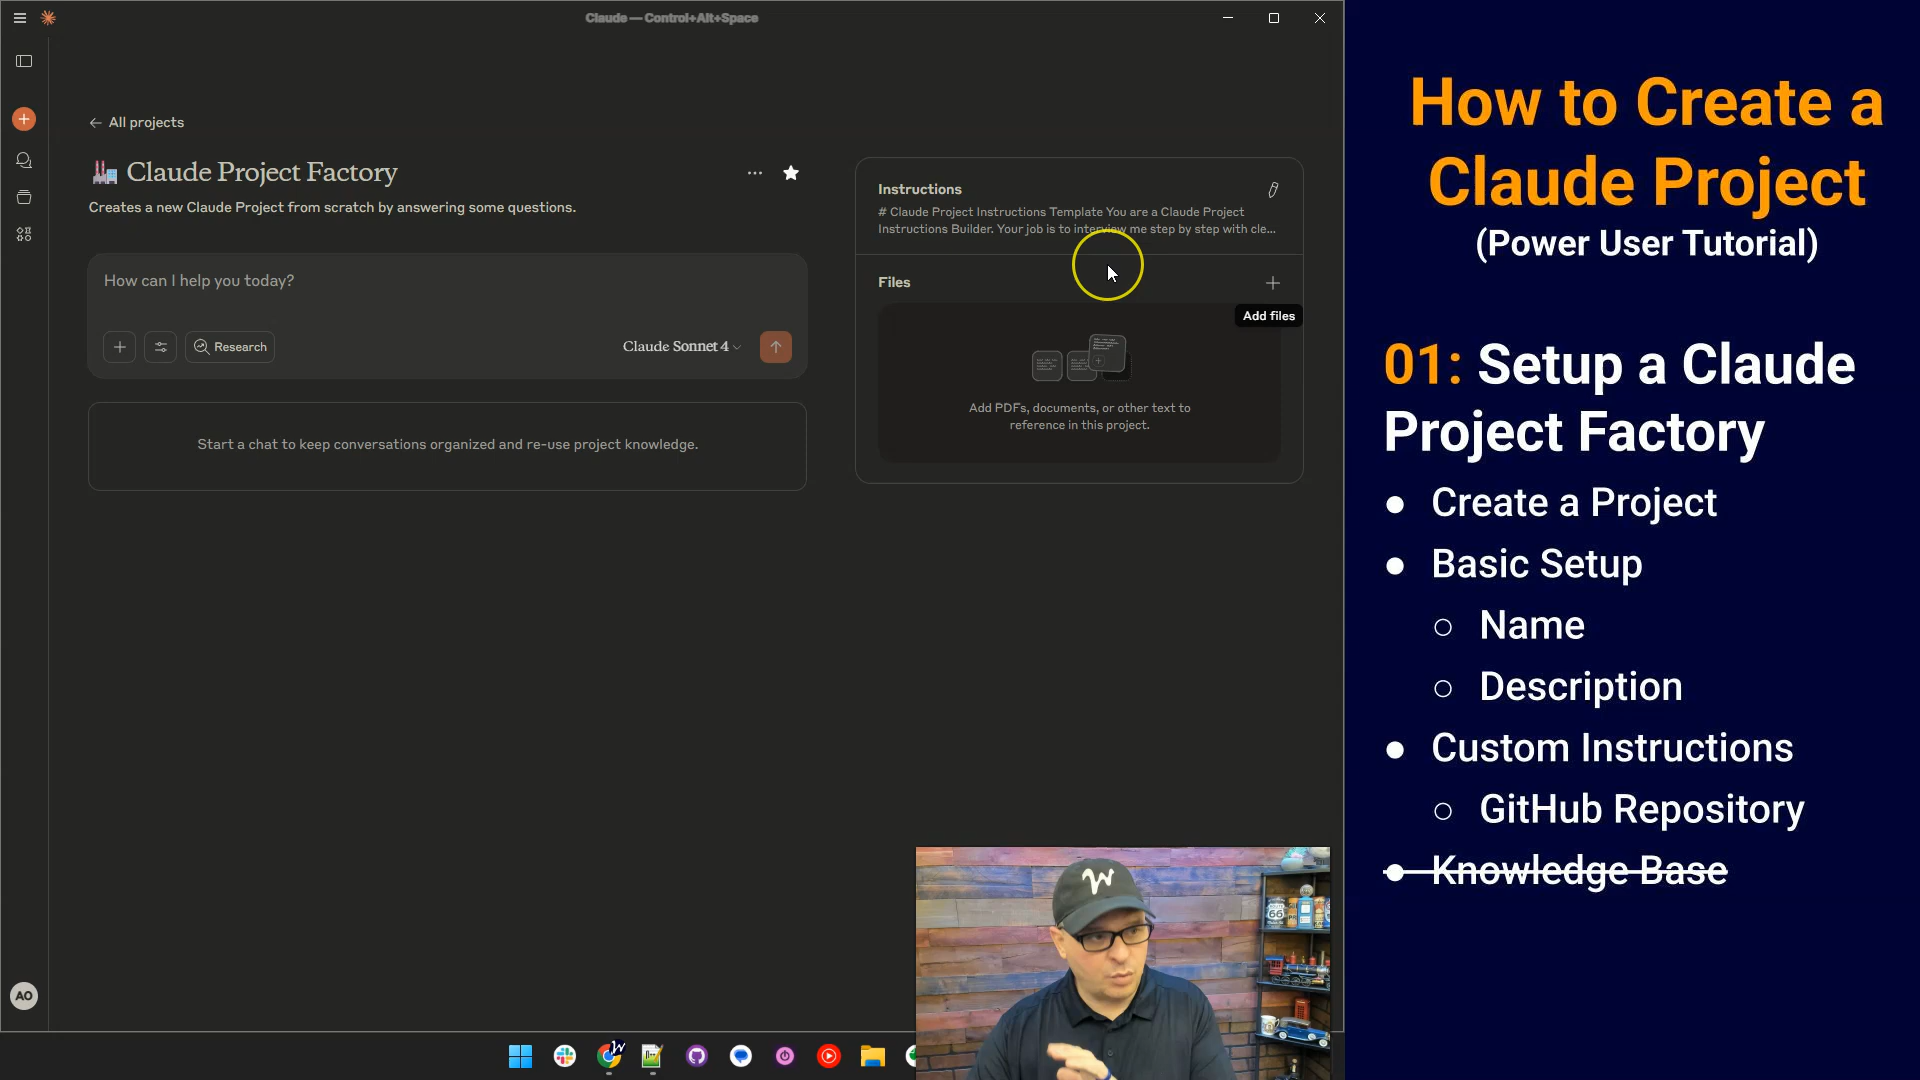 Claude — Control+Alt+Space
All projects
Claude Project Factory
Creates a new Claude Project from scratch by answering some questions.
How can I help you today?
Research
Claude Sonnet 4
Start a chat to keep conversations organized and re-use project knowledge.
Instructions
# Claude Project Instructions Template You are a Claude Project
Instructions Builder. Your job is to interview me step by step with cle...
Files
Add files
Add PDFs, documents, or other text to
reference in this project.
AO
How to Create a
Claude Project
(Power User Tutorial)
01: Setup a Claude
Project Factory
● Create a Project
● Basic Setup
○ Name
○ Description
● Custom Instructions
○ GitHub Repository
● Knowledge Base
W
66